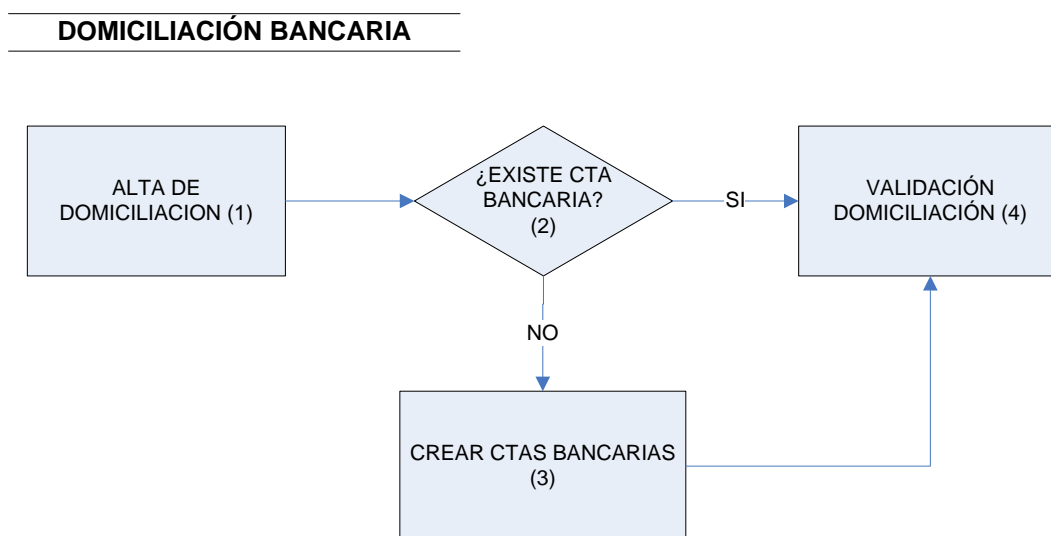 DOMICILIACIÓN BANCARIA
ALTA DE
DOMICILIACION (1)
¿EXISTE CTA
BANCARIA?
(2)
SI
VALIDACIÓN
DOMICILIACIÓN (4)
NO
CREAR CTAS BANCARIAS
(3)